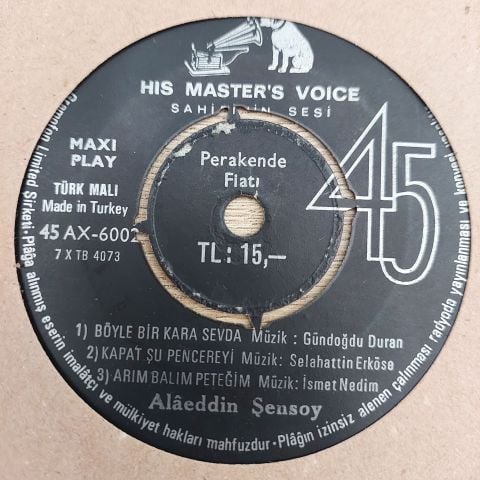 HIS MASTER'S VOICE
SAHİBİNİN SESİ
MAXI
PLAY
TÜRK MALI
Made in Turkey
45 AX-6002
7 X TB 4073
Perakende
Fiatı
TL: 15,—
45
1) BÖYLE BİR KARA SEVDA Müzik : Gündoğdu Duran
2) KAPAT ŞU PENCEREYİ Müzik: Selahattin Erköse
3) ARIM BALIM PETEĞİM Müzik: İsmet Nedim
Alâeddin Şensoy
Gramofon Limited Şirketi · Plâğa alınmış eserin imalâtçı ve mülkiyet hakları mahfuzdur · Plâğın izinsiz alenen çalınması radyoda yayınlanması ve